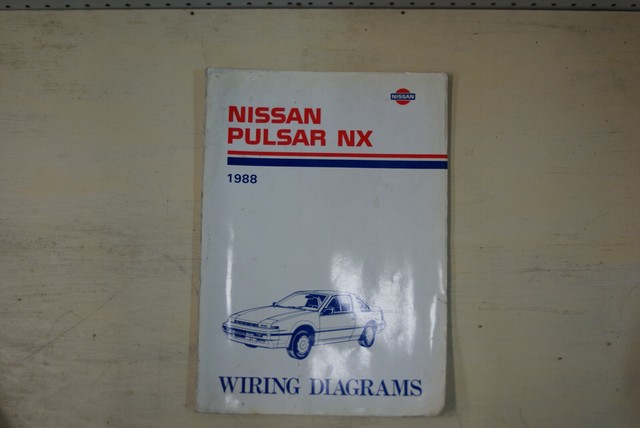 NISSAN
NISSAN
PULSAR NX
1988
WIRING DIAGRAMS